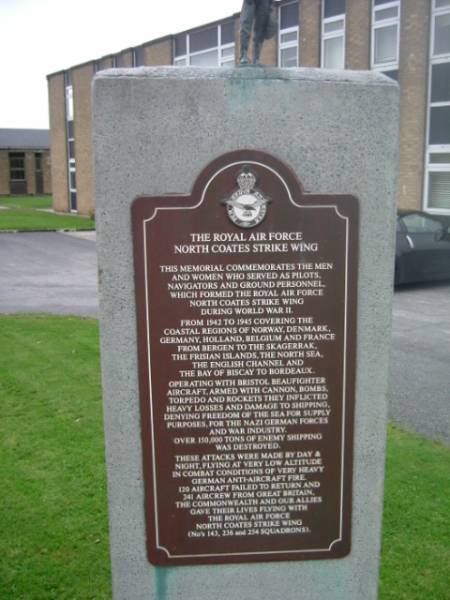 THE ROYAL AIR FORCE
NORTH COATES STRIKE WING
THIS MEMORIAL COMMEMORATES THE MEN
AND WOMEN WHO SERVED AS PILOTS,
NAVIGATORS AND GROUND PERSONNEL,
WHICH FORMED THE ROYAL AIR FORCE
NORTH COATES STRIKE WING
DURING WORLD WAR II.
FROM 1942 TO 1945 COVERING THE
COASTAL REGIONS OF NORWAY, DENMARK,
GERMANY, HOLLAND, BELGIUM AND FRANCE
FROM BERGEN TO THE SKAGERRAK,
THE FRISIAN ISLANDS, THE NORTH SEA,
THE ENGLISH CHANNEL AND
THE BAY OF BISCAY TO BORDEAUX.
OPERATING WITH BRISTOL BEAUFIGHTER
AIRCRAFT, ARMED WITH CANNON, BOMBS,
TORPEDO AND ROCKETS THEY INFLICTED
HEAVY LOSSES AND DAMAGE TO SHIPPING,
DENYING FREEDOM OF THE SEA FOR SUPPLY
PURPOSES, FOR THE NAZI GERMAN FORCES
AND WAR INDUSTRY.
OVER 150,000 TONS OF ENEMY SHIPPING
WAS DESTROYED.
THESE ATTACKS WERE MADE BY DAY &
NIGHT, FLYING AT VERY LOW ALTITUDE
IN COMBAT CONDITIONS OF VERY HEAVY
GERMAN ANTI-AIRCRAFT FIRE.
120 AIRCRAFT FAILED TO RETURN AND
241 AIRCREW FROM GREAT BRITAIN,
THE COMMONWEALTH AND OUR ALLIES
GAVE THEIR LIVES FLYING WITH
THE ROYAL AIR FORCE
NORTH COATES STRIKE WING
(No's 143, 236 and 254 SQUADRONS).